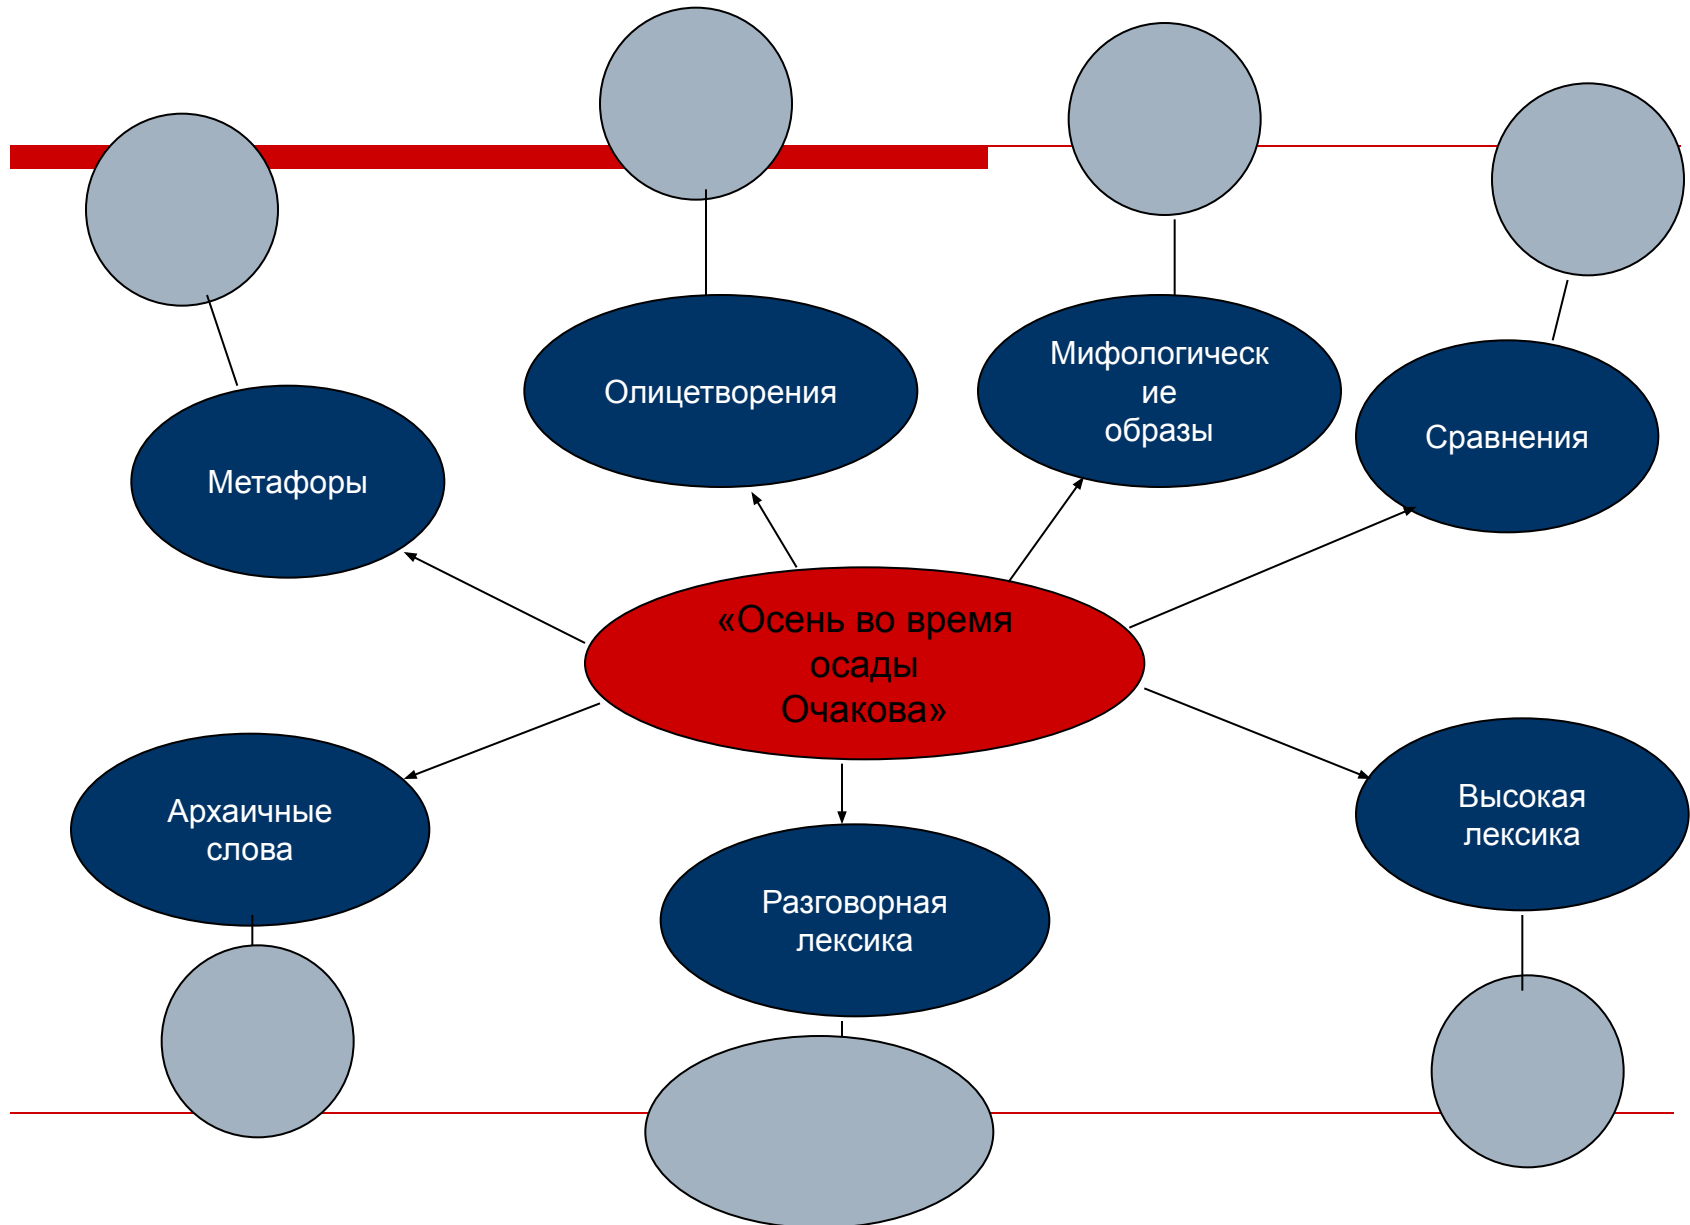 Мифологическ
ие
образы
Олицетворения
Сравнения
Метафоры
«Осень во время
осады
Очакова»
Архаичные
слова
Высокая
лексика
Разговорная
лексика